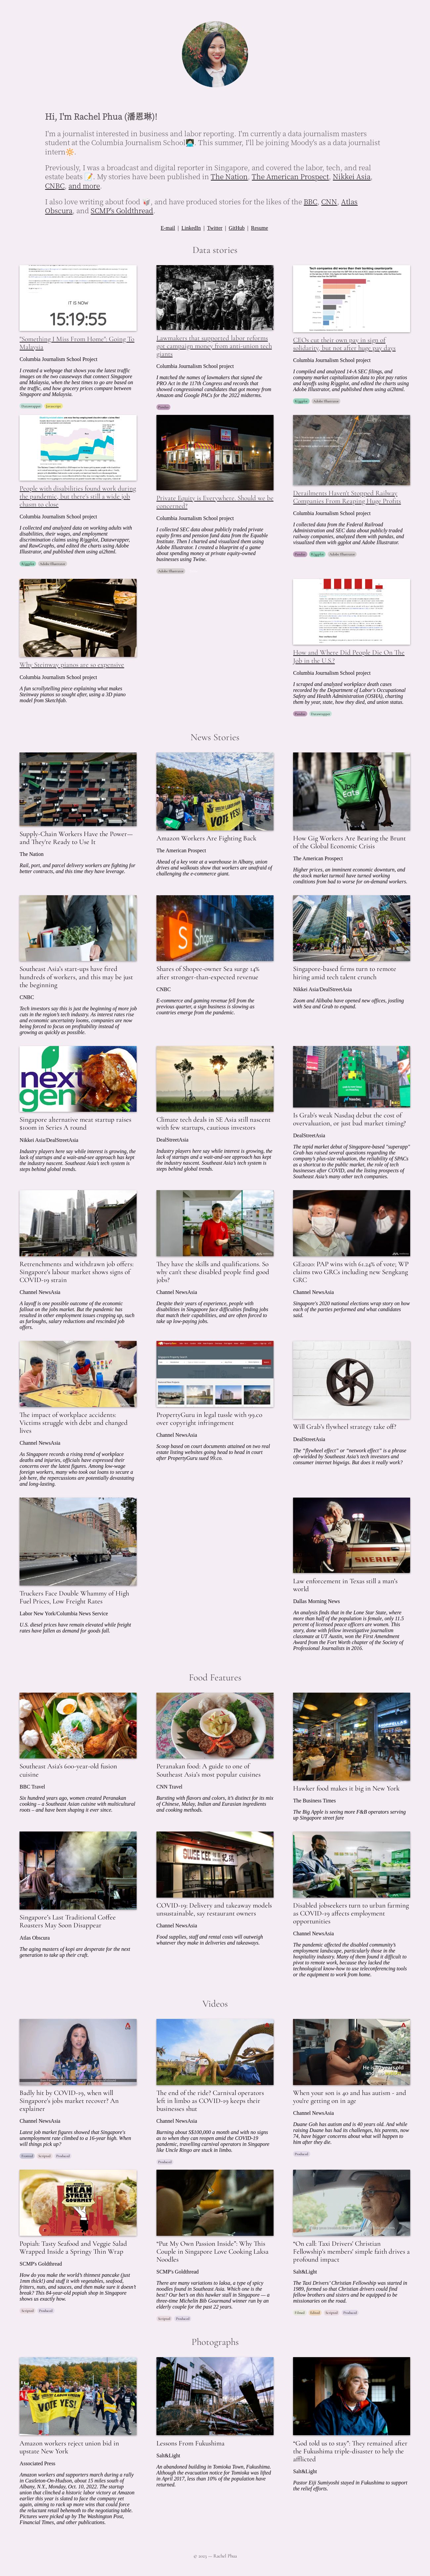 Hi, I'm Rachel Phua (潘恩琳)!
I'm a journalist interested in business and labor reporting. I'm currently a data journalism masters
student at the Columbia Journalism School👩🏻‍💻. This summer, I'll be joining Moody's as a data journalist
intern🔆.
Previously, I was a broadcast and digital reporter in Singapore, and covered the labor, tech, and real
estate beats 📝. My stories have been published in The Nation, The American Prospect, Nikkei Asia,
CNBC, and more.
I also love writing about food 🥡, and have produced stories for the likes of the BBC, CNN, Atlas
Obscura, and SCMP's Goldthread.
E-mail | LinkedIn | Twitter | GitHub | Resume
Data stories
IT IS NOW
15:19:55
"Something I Miss From Home": Going To
Malaysia
Columbia Journalism School Project
I created a webpage that shows you the latest traffic
images on the two causeways that connect Singapore
and Malaysia, when the best times to go are based on
the traffic, and how grocery prices compare between
Singapore and Malaysia.
Lawmakers that supported labor reforms
got campaign money from anti-union tech
giants
Columbia Journalism School project
I matched the names of lawmakers that signed the
PRO Act in the 117th Congress and records that
showed congressional candidates that got money from
Amazon and Google PACs for the 2022 midterms.
CEOs cut their own pay in sign of
solidarity, but not after huge pay days
Columbia Journalism School project
I compiled and analyzed 14-A SEC filings, and
company market capitalization data to look at pay ratios
and layoffs using R/ggplot, and edited the charts using
Adobe Illustrator, and published them using ai2html.
People with disabilities found work during
the pandemic, but there's still a wide job
chasm to close
Columbia Journalism School project
I collected and analyzed data on working adults with
disabilities, their wages, and employment
discrimination claims using R/ggplot, Datawrapper,
and RawGraphs. I edited the charts using Adobe
Illustrator, and published them using ai2html.
Private Equity is Everywhere. Should we be
concerned?
Columbia Journalism School project
I collected SEC data about publicly traded private
equity firms and pension fund data from the Equable
Institute. Then I charted and visualized them using
Adobe Illustrator. I created a blueprint of a game
about spending money at private equity-owned
businesses using Twine.
Derailments Haven't Stopped Railway
Companies From Reaping Huge Profits
Columbia Journalism School project
I collected data from the Federal Railroad
Administration and SEC data about publicly traded
railway companies, analyzed them with pandas, and
visualized them with ggplot and Adobe Illustrator.
Why Steinway pianos are so expensive
Columbia Journalism School project
A fun scrollytelling piece explaining what makes
Steinway pianos so sought after, using a 3D piano
model from Sketchfab.
How and Where Did People Die On The
Job in the U.S.?
Columbia Journalism School project
I scraped and analyzed workplace death cases
recorded by the Department of Labor's Occupational
Safety and Health Administration (OSHA), charting
them by year, state, how they died, and union status.
News Stories
Supply-Chain Workers Have the Power—
and They're Ready to Use It
The Nation
Rail, port, and parcel delivery workers are fighting for
better contracts, and this time they have leverage.
VOTE YES!
Amazon Workers Are Fighting Back
The American Prospect
Ahead of a key vote at a warehouse in Albany, union
drives and walkouts show that workers are unafraid of
challenging the e-commerce giant.
How Gig Workers Are Bearing the Brunt
of the Global Economic Crisis
The American Prospect
Higher prices, an imminent economic downturn, and
the stock market turmoil have turned working
conditions from bad to worse for on-demand workers.
Southeast Asia's start-ups have fired
hundreds of workers, and this may be just
the beginning
CNBC
Tech investors say this is just the beginning of more job
cuts in the region's tech industry. As interest rates rise
and economic uncertainty looms, companies are now
being forced to focus on profitability instead of
growing as quickly as possible.
Shares of Shopee-owner Sea surge 14%
after stronger-than-expected revenue
CNBC
E-commerce and gaming revenue fell from the
previous quarter, a sign business is slowing as
countries emerge from the pandemic.
Singapore-based firms turn to remote
hiring amid tech talent crunch
Nikkei Asia/DealStreetAsia
Zoom and Alibaba have opened new offices, jostling
with Sea and Grab to expand.
next
gen
Singapore alternative meat startup raises
$100m in Series A round
Nikkei Asia/DealStreetAsia
Industry players here say while interest is growing, the
lack of startups and a wait-and-see approach has kept
the industry nascent. Southeast Asia's tech system is
steps behind global trends.
Climate tech deals in SE Asia still nascent
with few startups, cautious investors
DealStreetAsia
Industry players here say while interest is growing, the
lack of startups and a wait-and-see approach has kept
the industry nascent. Southeast Asia's tech system is
steps behind global trends.
Is Grab's weak Nasdaq debut the cost of
overvaluation, or just bad market timing?
DealStreetAsia
The tepid market debut of Singapore-based "superapp"
Grab has raised several questions regarding the
company's public valuation, the reliability of SPACs
as a shortcut to the public market, the role of tech
businesses after COVID, and the listing prospects of
Southeast Asia's many other tech companies.
Retrenchments and withdrawn job offers:
Singapore's labour market shows signs of
COVID-19 strain
Channel NewsAsia
A layoff is one possible outcome of the economic
fallout on the job market. But the pandemic has
resulted in other employment issues cropping up, such
as furloughs, salary reductions and rescinded job
offers.
They have the skills and qualifications. So
why can't these disabled people find good
jobs?
Channel NewsAsia
Despite their years of experience, people with
disabilities in Singapore face difficulties finding jobs
that match their capabilities, and are often forced to
take up low-paying jobs.
GE2020: PAP wins with 61.24% of vote; WP
claims two GRCs including new Sengkang
GRC
Channel NewsAsia
Singapore's 2020 national elections wrap story on how
each of the parties performed and what candidates
said.
The impact of workplace accidents:
Victims struggle with debt and changed
lives
Channel NewsAsia
As Singapore records a rising trend of workplace
deaths and injuries, officials have expressed their
concerns over the latest figures. Among low-wage
foreign workers, many who took out loans to secure a
job here, the repercussions are potentially devastating
and long-lasting.
PropertyGuru in legal tussle with 99.co
over copyright infringement
Channel NewsAsia
Scoop based on court documents attained on two real
estate listing websites going head to head in court
after PropertyGuru sued 99.co.
Will Grab's flywheel strategy take off?
DealStreetAsia
The "flywheel effect" or "network effect" is a phrase
oft-wielded by Southeast Asia's tech investors and
consumer internet bigwigs. But does it really work?
Truckers Face Double Whammy of High
Fuel Prices, Low Freight Rates
Labor New York/Columbia News Service
U.S. diesel prices have remain elevated while freight
rates have fallen as demand for goods fall.
SHERIFF
Law enforcement in Texas still a man's
world
Dallas Morning News
An analysis finds that in the Lone Star State, where
more than half of the population is female, only 11.5
percent of licensed peace officers are women. This
story, done with fellow investigative journalism
classmate at UT Austin, won the First Amendment
Award from the Fort Worth chapter of the Society of
Professional Journalists in 2016.
Food Features
Southeast Asia's 600-year-old fusion
cuisine
BBC Travel
Six hundred years ago, women created Peranakan
cooking – a Southeast Asian cuisine with multicultural
roots – and have been shaping it ever since.
Peranakan food: A guide to one of
Southeast Asia's most popular cuisines
CNN Travel
Bursting with flavors and colors, it's distinct for its mix
of Chinese, Malay, Indian and Eurasian ingredients
and cooking methods.
Hawker food makes it big in New York
The Business Times
The Big Apple is seeing more F&B operators serving
up Singapore street fare
Singapore's Last Traditional Coffee
Roasters May Soon Disappear
Atlas Obscura
The aging masters of kopi are desperate for the next
generation to take up their craft.
COVID-19: Delivery and takeaway models
unsustainable, say restaurant owners
Channel NewsAsia
Food supplies, staff and rental costs will outweigh
whatever they make in deliveries and takeaways.
Disabled jobseekers turn to urban farming
as COVID-19 affects employment
opportunities
Channel NewsAsia
The pandemic affected the disabled community's
employment landscape, particularly those in the
hospitality industry. Many of them found it difficult to
pivot to remote work, because they lacked the
technological know-how to use teleconferencing tools
or the equipment to work from home.
Videos
Badly hit by COVID-19, when will
Singapore's jobs market recover? An
explainer
Channel NewsAsia
Latest job market figures showed that Singapore's
unemployment rate climbed to a 16-year high. When
will things pick up?
The end of the ride? Carnival operators
left in limbo as COVID-19 keeps their
businesses shut
Channel NewsAsia
Burning about S$100,000 a month and with no signs
as to when they can reopen amid the COVID-19
pandemic, travelling carnival operators in Singapore
like Uncle Ringo are stuck in limbo.
When your son is 40 and has autism - and
you're getting on in age
Channel NewsAsia
Duane Goh has autism and is 40 years old. And while
raising Duane has had its challenges, his parents, now
74, have bigger concerns about what will happen to
him after they die.
MEAN
STREET
GOURMET
Popiah: Tasty Seafood and Veggie Salad
Wrapped Inside a Springy Thin Wrap
SCMP's Goldthread
How do you make the world's thinnest pancake (just
1mm thick!) and stuff it with vegetables, seafood,
fritters, nuts, and sauces, and then make sure it doesn't
break? This 84-year-old popiah shop in Singapore
shows us exactly how.
"Put My Own Passion Inside": Why This
Couple in Singapore Love Cooking Laksa
Noodles
SCMP's Goldthread
There are many variations to laksa, a type of spicy
noodles found in Southeast Asia. Which one is the
best? Our bet's on this hawker stall in Singapore — a
three-time Michelin Bib Gourmand winner run by an
elderly couple for the past 22 years.
"On call: Taxi Drivers' Christian
Fellowship's members' simple faith drives a
profound impact
Salt&Light
The Taxi Drivers' Christian Fellowship was started in
1989, formed so that Christian drivers could find
fellow brothers and sisters and be equipped to be
missionaries on the road.
Photographs
VOTE YES!
Amazon workers reject union bid in
upstate New York
Associated Press
Amazon workers and supporters march during a rally
in Castleton-On-Hudson, about 15 miles south of
Albany, N.Y., Monday, Oct. 10, 2022. The startup
union that clinched a historic labor victory at Amazon
earlier this year is slated to face the company yet
again, aiming to rack up more wins that could force
the reluctant retail behemoth to the negotiating table.
Pictures were picked up by The Washington Post,
Financial Times, and other publications.
Lessons From Fukushima
Salt&Light
An abandoned building in Tomioka Town, Fukushima.
Although the evacuation notice for Tomioka was lifted
in April 2017, less than 10% of the population have
returned.
"God told us to stay": They remained after
the Fukushima triple-disaster to help the
afflicted
Salt&Light
Pastor Eiji Sumiyoshi stayed in Fukushima to support
the relief efforts.
© 2023 — Rachel Phua